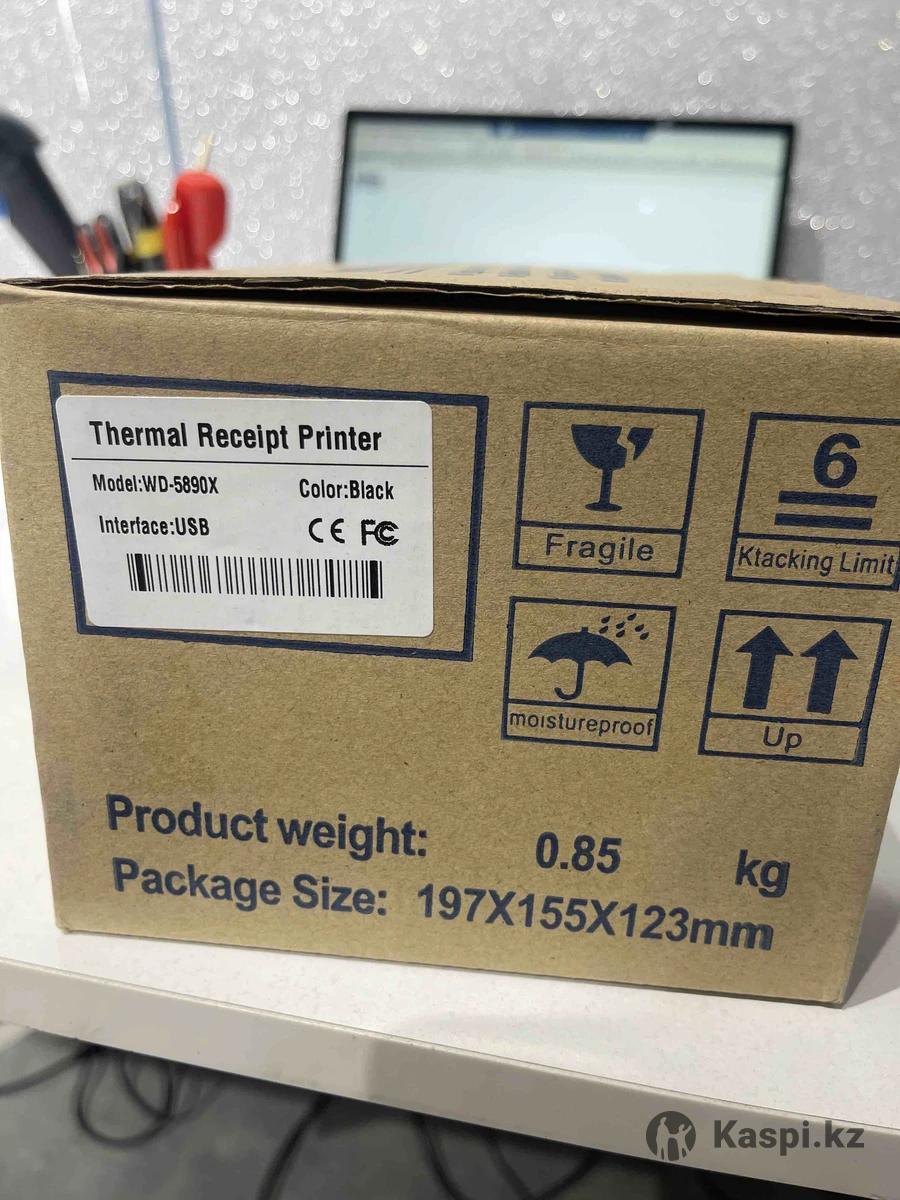 Thermal Receipt Printer
Model:WD-5890X Color:Black
Interface:USB CE FC
Fragile
6
Ktacking Limit
moistureproof
Up
Product weight: 0.85 kg
Package Size: 197X155X123mm
Kaspi.kz